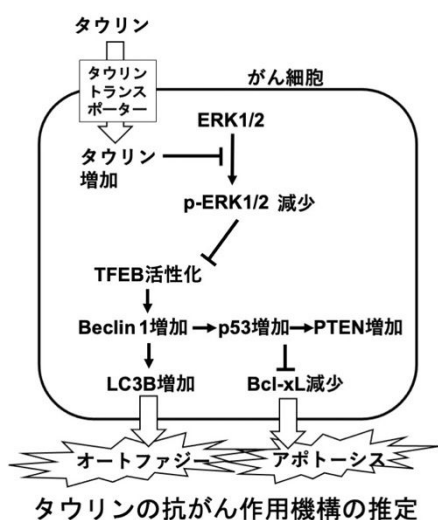 タウリン
タウリン
トランス
ポーター
がん細胞
ERK1/2
タウリン
増加
p-ERK1/2 減少
TFEB活性化
Beclin 1増加
p53増加
PTEN増加
LC3B増加
Bcl-xL減少
オートファジー
アポトーシス
タウリンの抗がん作用機構の推定